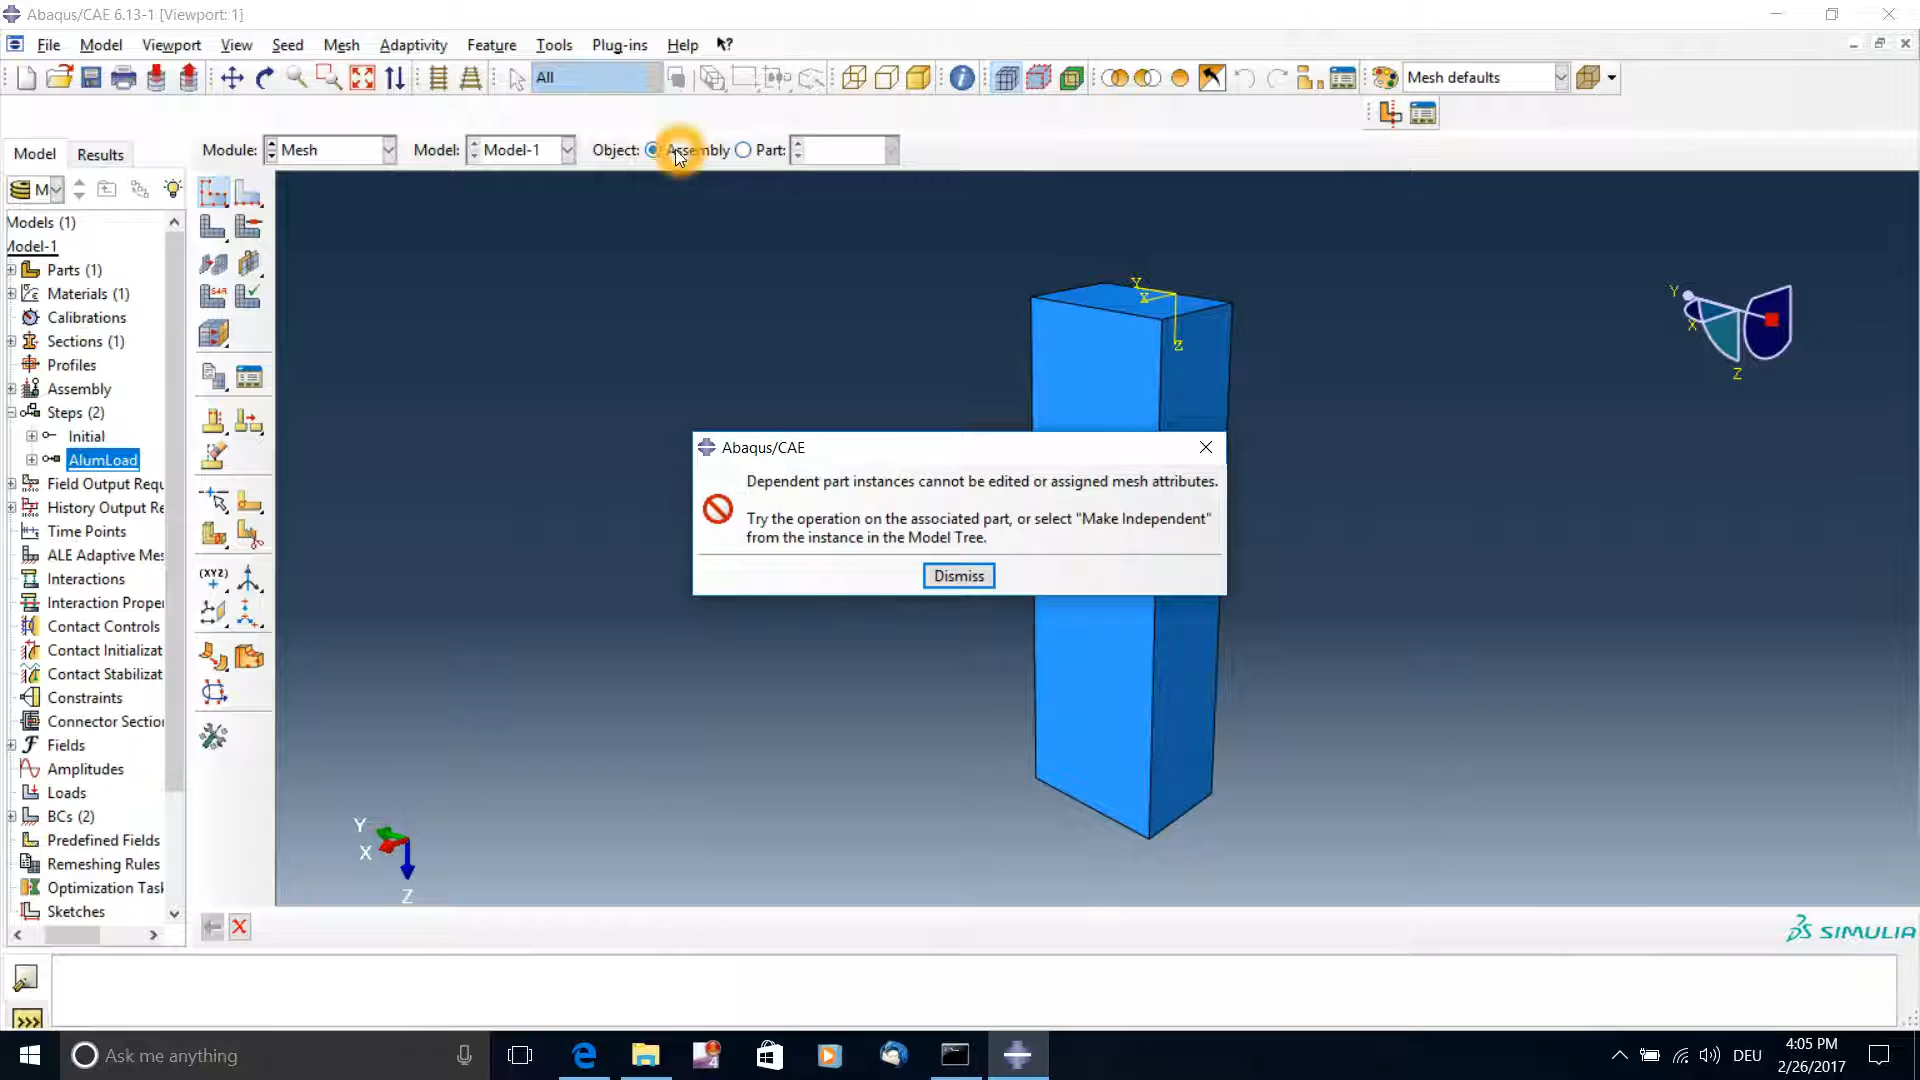 Abaqus/CAE 6.13-1 [Viewport: 1]
File Model Viewport View Seed Mesh Adaptivity Feature Tools Plug-ins Help
All
Mesh defaults
Model Results
Module: Mesh Model: Model-1 Object: Assembly Part:
M
Models (1)
Model-1
Parts (1)
Materials (1)
Calibrations
Sections (1)
Profiles
Assembly
Steps (2)
Initial
AlumLoad
Field Output Requ
History Output Re
Time Points
ALE Adaptive Mes
Interactions
Interaction Proper
Contact Controls
Contact Initializat
Contact Stabilizat
Constraints
Connector Section
Fields
Amplitudes
Loads
BCs (2)
Predefined Fields
Remeshing Rules
Optimization Task
Sketches
(XYZ)
Y
X
Z
Y
X
Z
Y
X
Z
Abaqus/CAE
Dependent part instances cannot be edited or assigned mesh attributes.
Try the operation on the associated part, or select "Make Independent"
from the instance in the Model Tree.
Dismiss
SIMULIA
>>>
Ask me anything
DEU
4:05 PM
2/26/2017